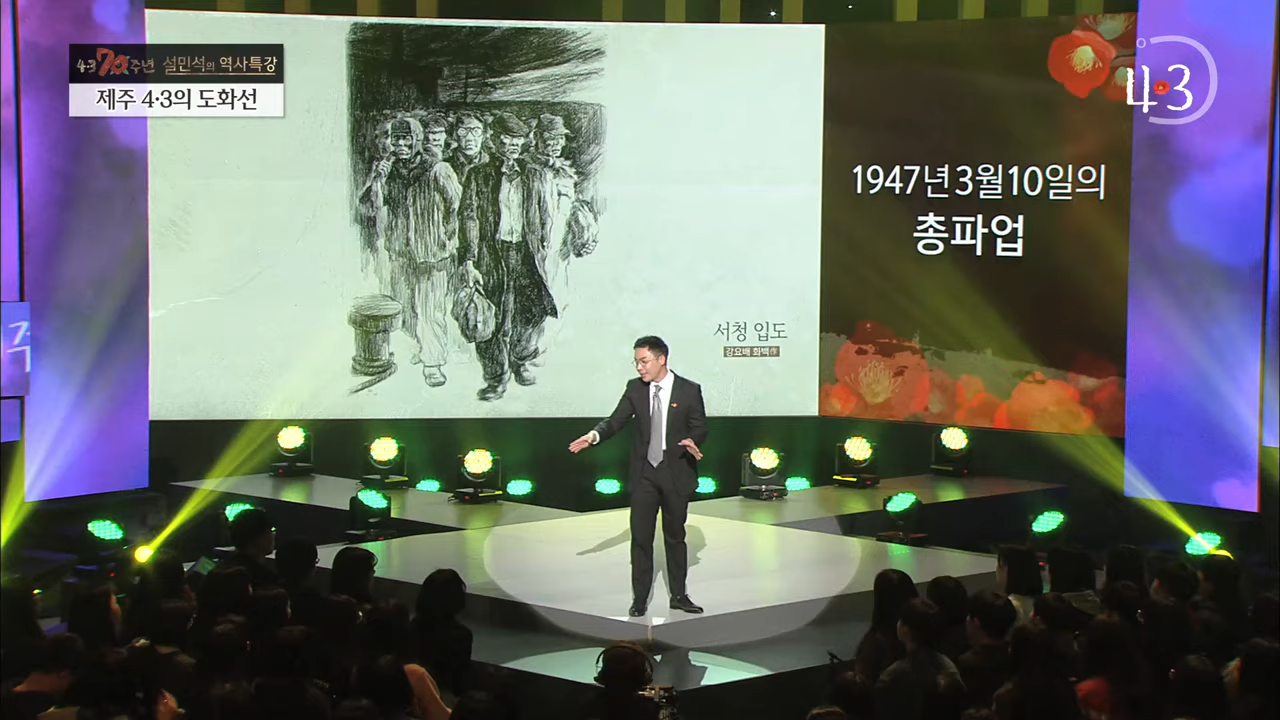 4·3 70주년 설민석의 역사특강
제주 4·3의 도화선
4·3
1947년 3월 10일의
총파업
서청 입도
강요배 화백作
주